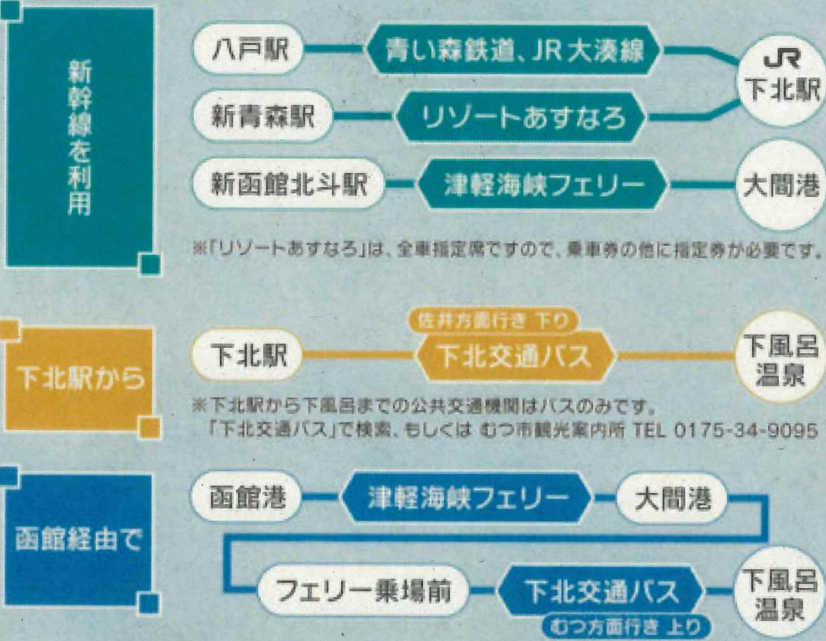 新幹線を利用
八戸駅 青い森鉄道、JR大湊線 JR下北駅
新青森駅 リゾートあすなろ
新函館北斗駅 津軽海峡フェリー 大間港
※「リゾートあすなろ」は、全車指定席ですので、乗車券の他に指定券が必要です。
下北駅から
佐井方面行き 下り
下北駅 下北交通バス 下風呂温泉
※下北駅から下風呂までの公共交通機関はバスのみです。
「下北交通バス」で検索、もしくは むつ市観光案内所 TEL 0175-34-9095
函館経由で
函館港 津軽海峡フェリー 大間港
フェリー乗場前 下北交通バス 下風呂温泉
むつ方面行き 上り